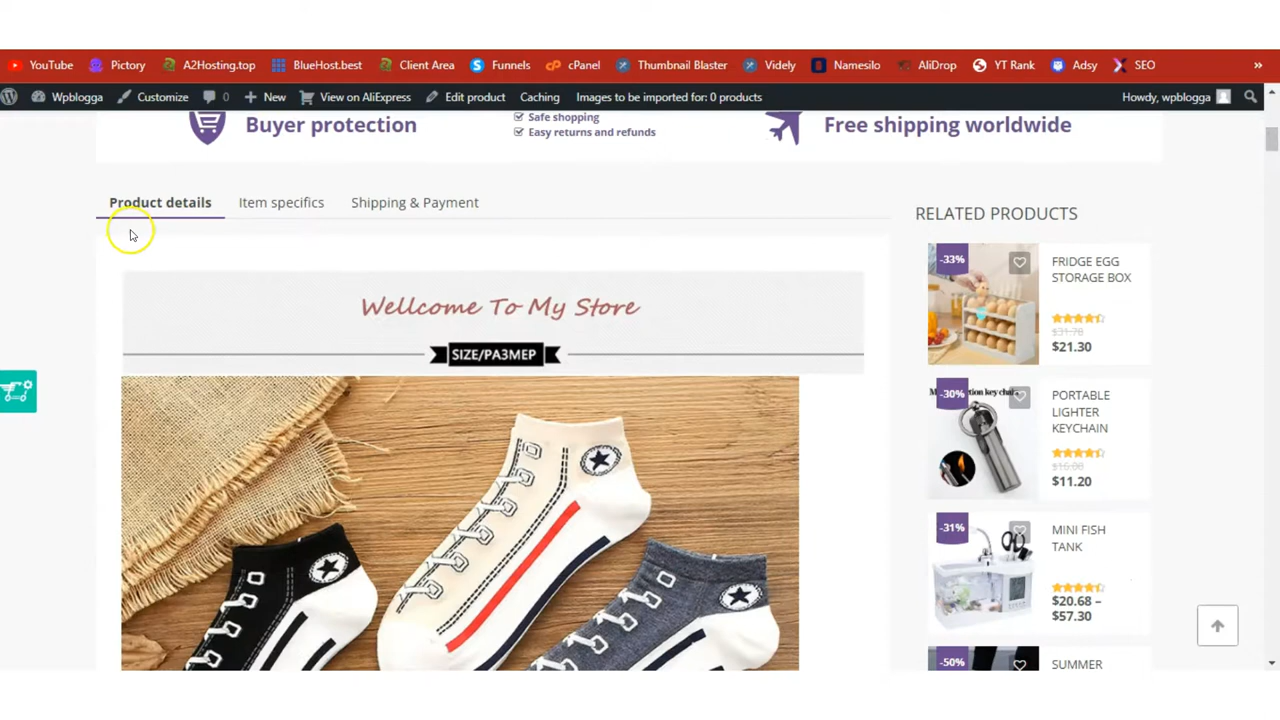 YouTube Pictory A2Hosting.top BlueHost.best Client Area Funnels cPanel Thumbnail Blaster Videly Namesilo AliDrop YT Rank Adsy SEO »
Wpblogga Customize 0 New View on AliExpress Edit product Caching Images to be imported for: 0 products Howdy, wpblogga
Buyer protection
Safe shopping
Easy returns and refunds
Free shipping worldwide
Product details Item specifics Shipping & Payment
Wellcome To My Store
SIZE/PA3MEP
RELATED PRODUCTS
-33%
FRIDGE EGG
STORAGE BOX
$31.78
$21.30
-30%
PORTABLE
LIGHTER
KEYCHAIN
$16.00
$11.20
-31%
MINI FISH
TANK
$20.68 –
$57.30
-50%
SUMMER